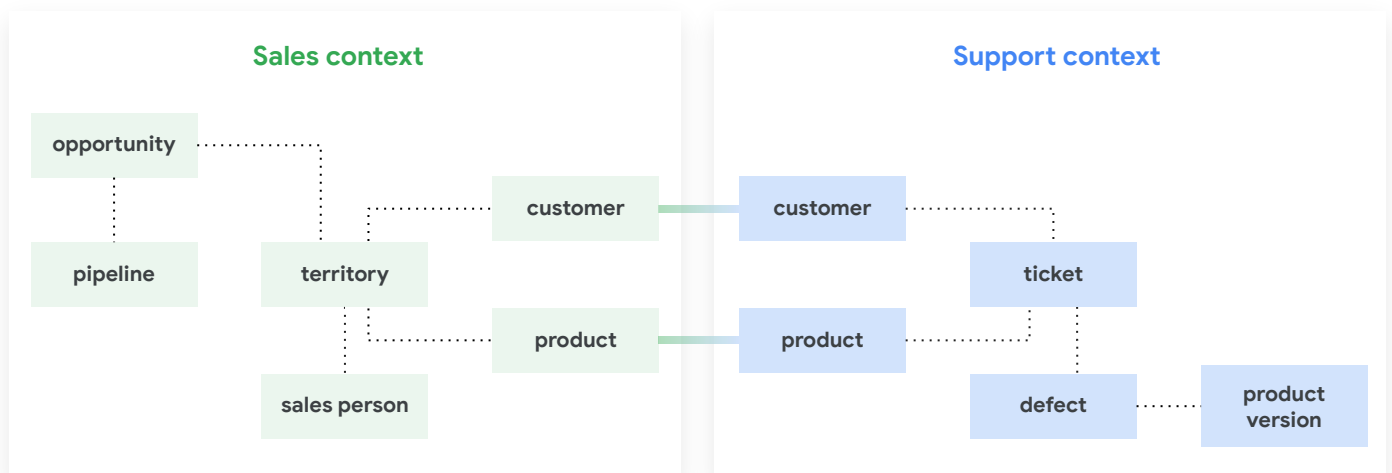 Sales context
opportunity
pipeline
territory
sales person
customer
product
Support context
customer
product
ticket
defect
product
version